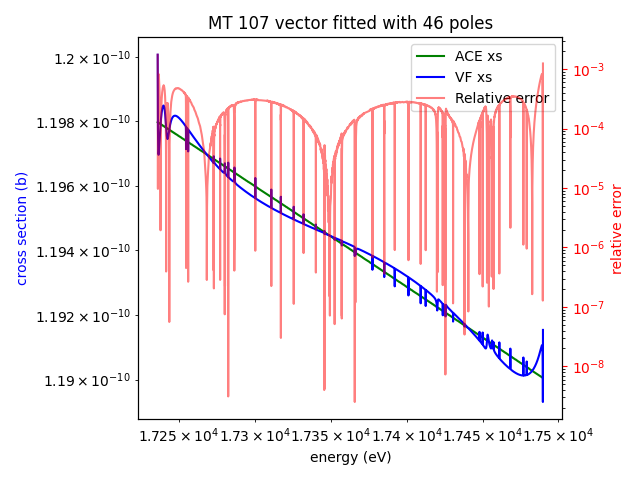 MT 107 vector fitted with 46 poles
ACE xs
VF xs
Relative error
cross section (b)
1.2 × 10⁻¹⁰
1.198 × 10⁻¹⁰
1.196 × 10⁻¹⁰
1.194 × 10⁻¹⁰
1.192 × 10⁻¹⁰
1.19 × 10⁻¹⁰
10⁻³
10⁻⁴
10⁻⁵
10⁻⁶
10⁻⁷
10⁻⁸
relative error
1.725 × 10⁴ 1.73 × 10⁴ 1.735 × 10⁴ 1.74 × 10⁴ 1.745 × 10⁴ 1.75 × 10⁴
energy (eV)